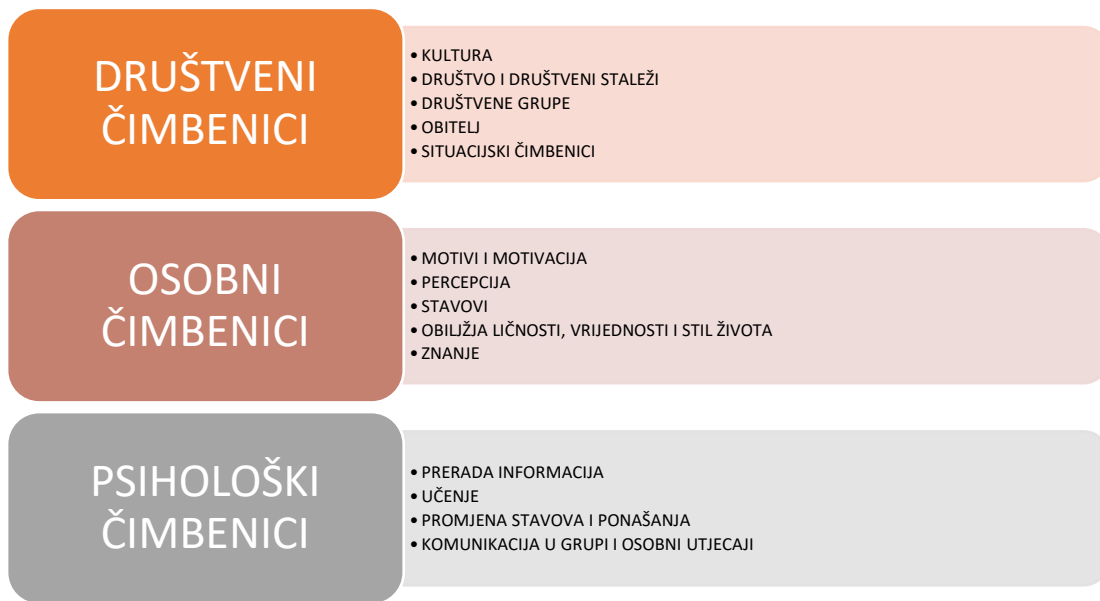 DRUŠTVENI
ČIMBENICI
• KULTURA
• DRUŠTVO I DRUŠTVENI STALEŽI
• DRUŠTVENE GRUPE
• OBITELJ
• SITUACIJSKI ČIMBENICI
OSOBNI
ČIMBENICI
• MOTIVI I MOTIVACIJA
• PERCEPCIJA
• STAVOVI
• OBILJŽJA LIČNOSTI, VRIJEDNOSTI I STIL ŽIVOTA
• ZNANJE
PSIHOLOŠKI
ČIMBENICI
• PRERADA INFORMACIJA
• UČENJE
• PROMJENA STAVOVA I PONAŠANJA
• KOMUNIKACIJA U GRUPI I OSOBNI UTJECAJI